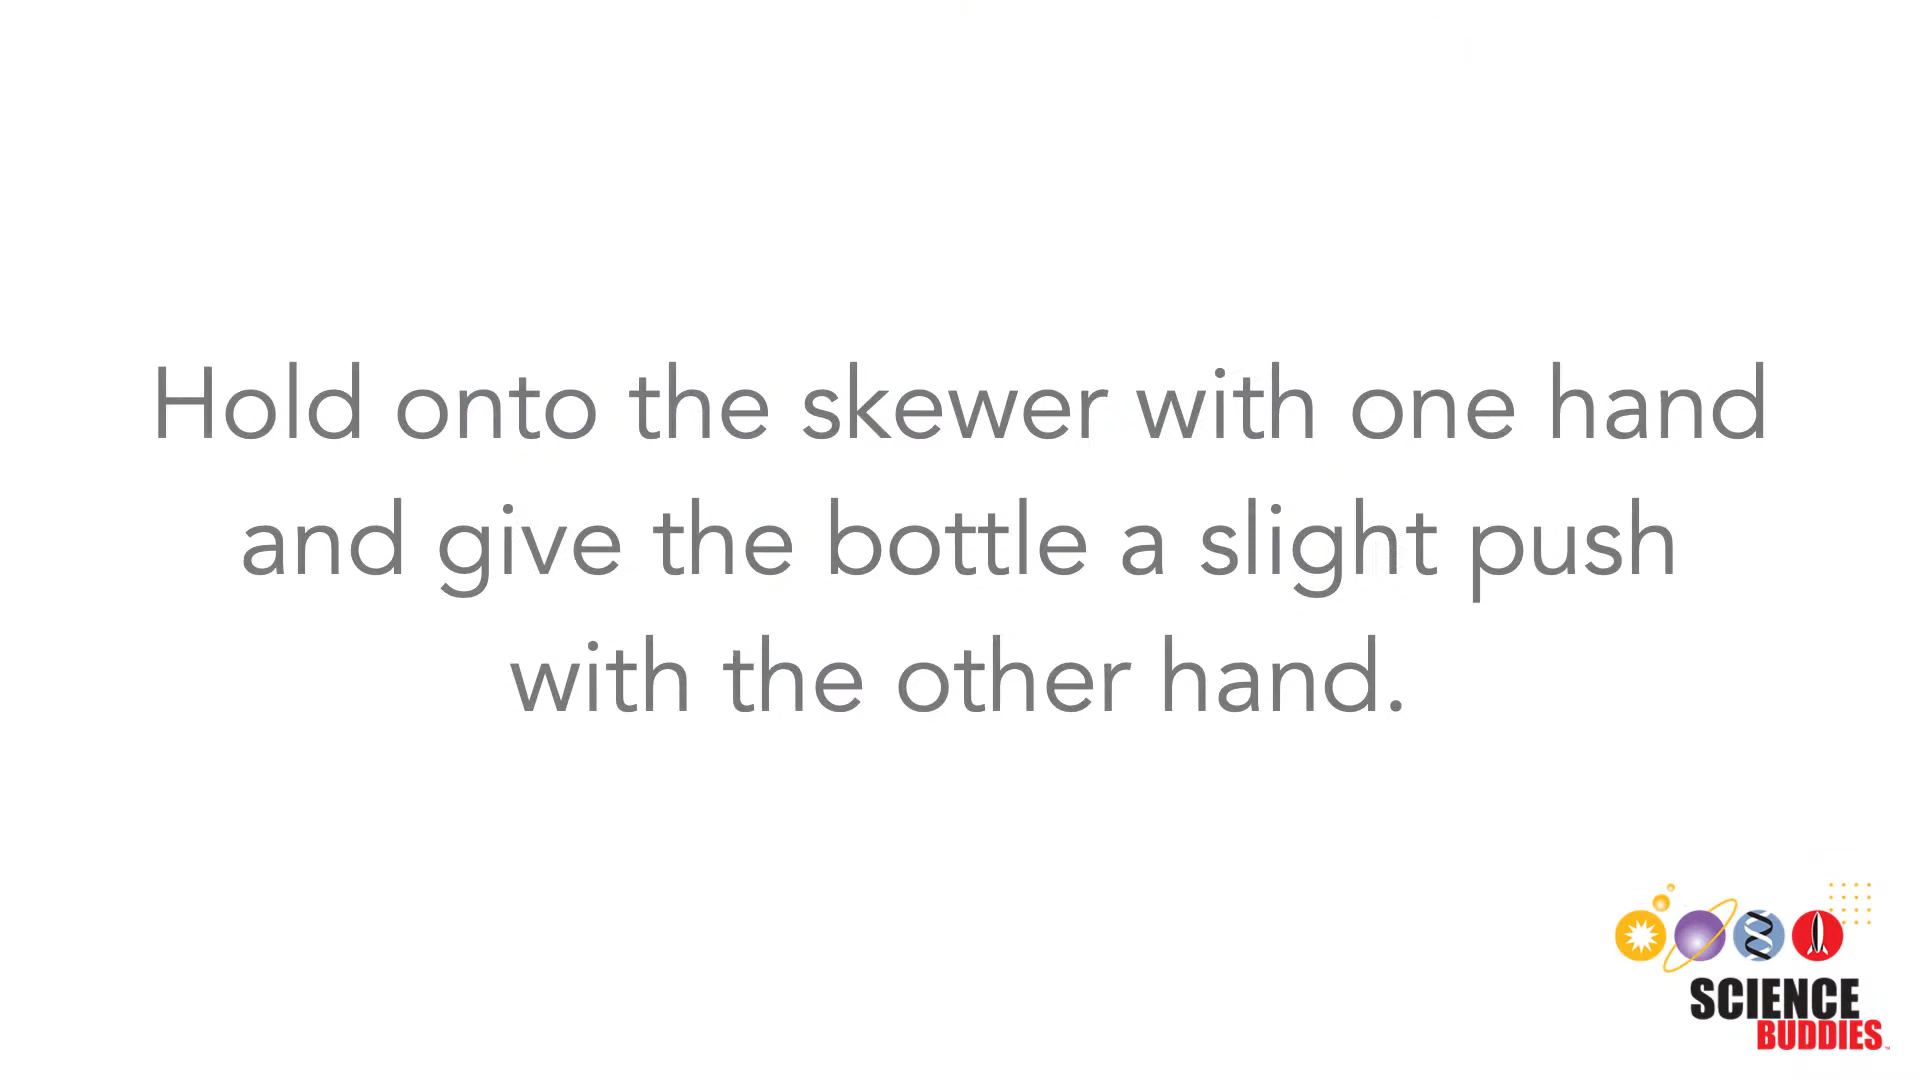 Hold onto the skewer with one hand
and give the bottle a slight push
with the other hand.
SCIENCE
BUDDIES